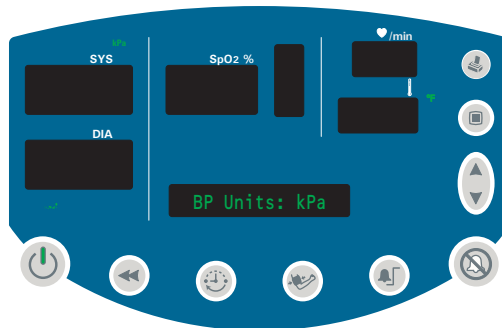 kPa
SYS
SpO2 %
♥/min
°F
DIA
BP Units: kPa